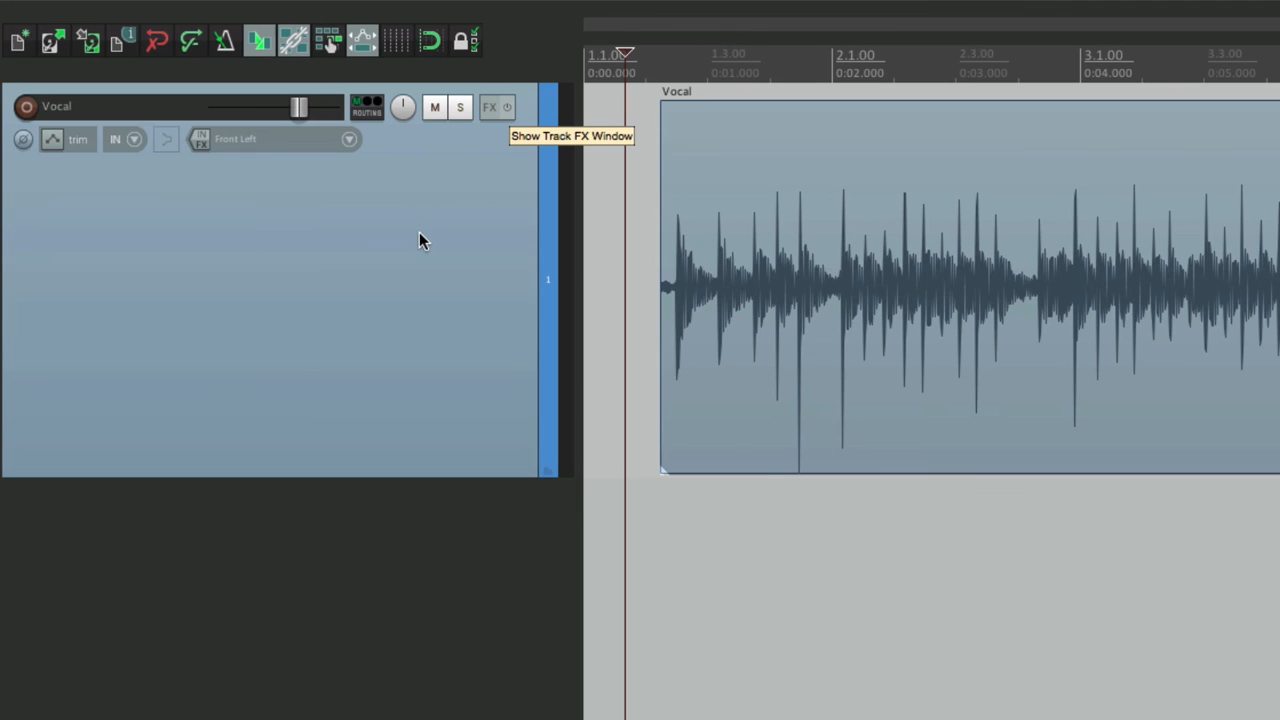 1.1.00
1.3.00
2.1.00
2.3.00
3.1.00
3.3.00
0:00.000
0:01.000
0:02.000
0:03.000
0:04.000
0:05.000
Vocal
Vocal
ROUTING
M
S
FX
trim
IN
IN
FX
Front Left
Show Track FX Window
1